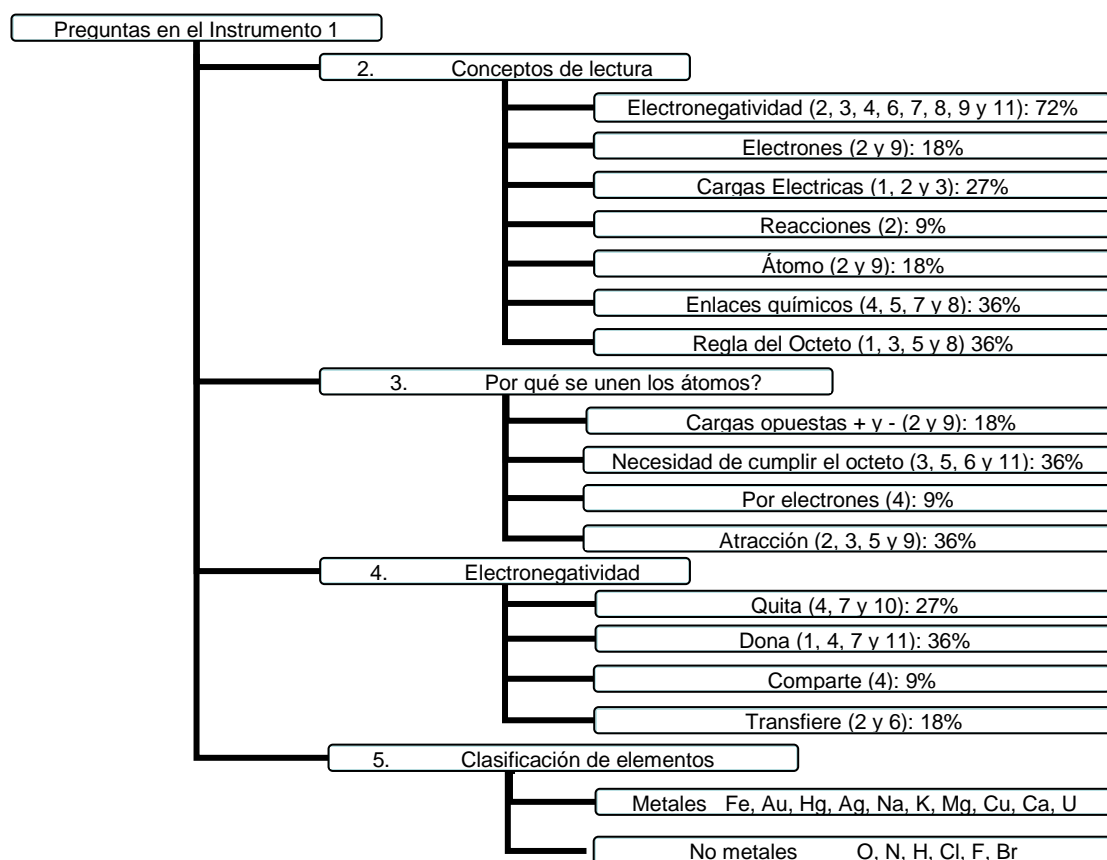 Preguntas en el Instrumento 1
2. Conceptos de lectura
Electronegatividad (2, 3, 4, 6, 7, 8, 9 y 11): 72%
Electrones (2 y 9): 18%
Cargas Electricas (1, 2 y 3): 27%
Reacciones (2): 9%
Átomo (2 y 9): 18%
Enlaces químicos (4, 5, 7 y 8): 36%
Regla del Octeto (1, 3, 5 y 8) 36%
3. Por qué se unen los átomos?
Cargas opuestas + y - (2 y 9): 18%
Necesidad de cumplir el octeto (3, 5, 6 y 11): 36%
Por electrones (4): 9%
Atracción (2, 3, 5 y 9): 36%
4. Electronegatividad
Quita (4, 7 y 10): 27%
Dona (1, 4, 7 y 11): 36%
Comparte (4): 9%
Transfiere (2 y 6): 18%
5. Clasificación de elementos
Metales Fe, Au, Hg, Ag, Na, K, Mg, Cu, Ca, U
No metales O, N, H, Cl, F, Br